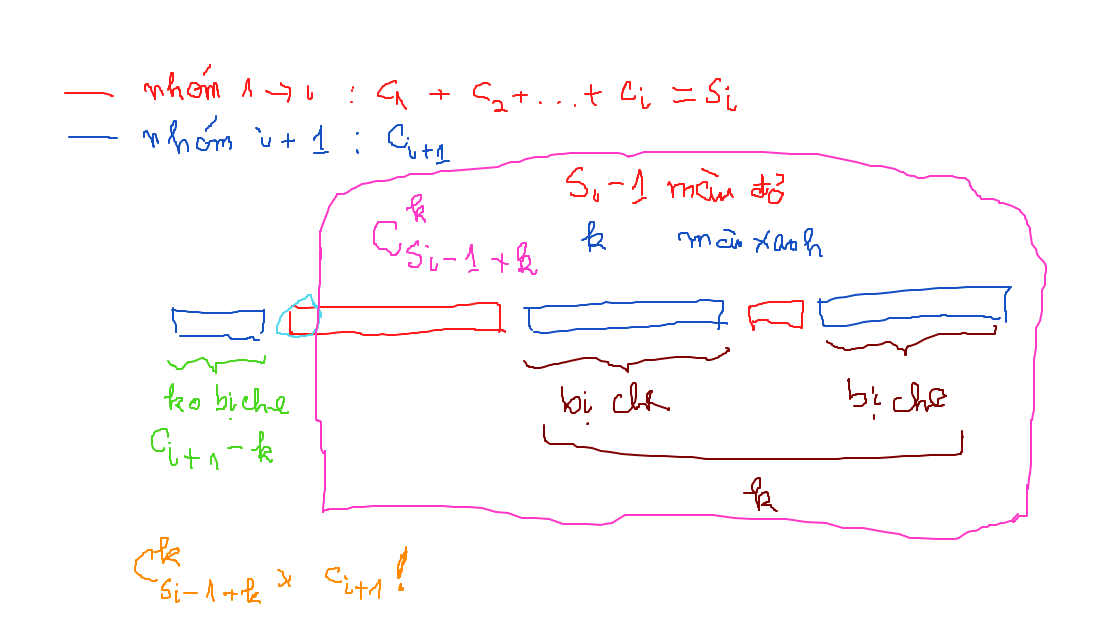 nhóm 1 → i : C₁ + C₂ + ... + Cᵢ = Sᵢ
nhóm i + 1 : Cᵢ₊₁
Sᵢ - 1 màu đỏ
C^k_{Sᵢ - 1 + k}
k màu xanh
ko bị che
bị che
bị che
Cᵢ₊₁ - k
k
C^k_{Sᵢ - 1 + k} × Cᵢ₊₁!